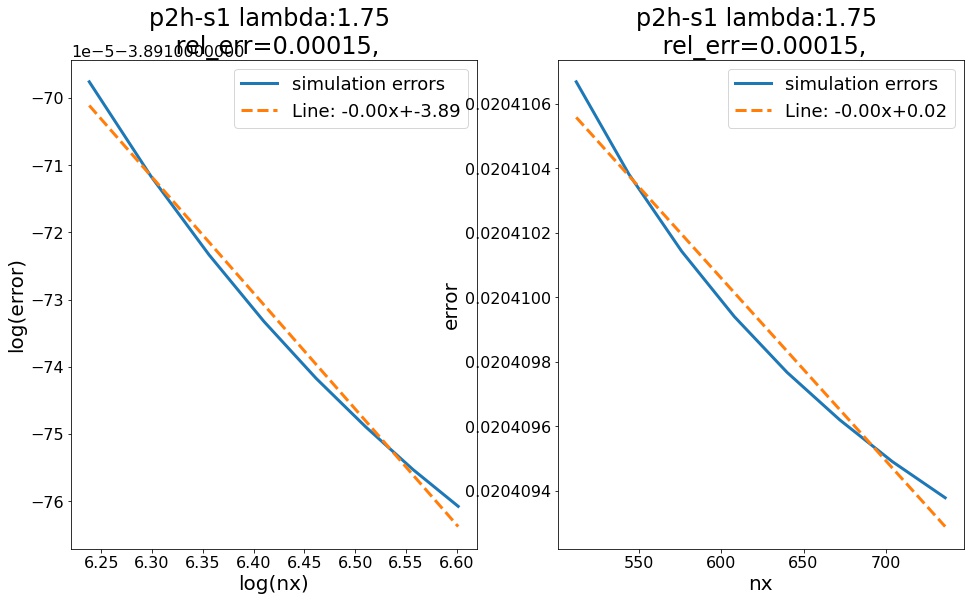 p2h-s1 lambda:1.75
rel_err=0.00015,
1e−5−3.8910000000
simulation errors
Line: -0.00x+-3.89
−70
−71
−72
−73
−74
−75
−76
log(error)
6.25 6.30 6.35 6.40 6.45 6.50 6.55 6.60
log(nx)
p2h-s1 lambda:1.75
rel_err=0.00015,
simulation errors
Line: -0.00x+0.02
0.0204106
0.0204104
0.0204102
0.0204100
0.0204098
0.0204096
0.0204094
error
550 600 650 700
nx